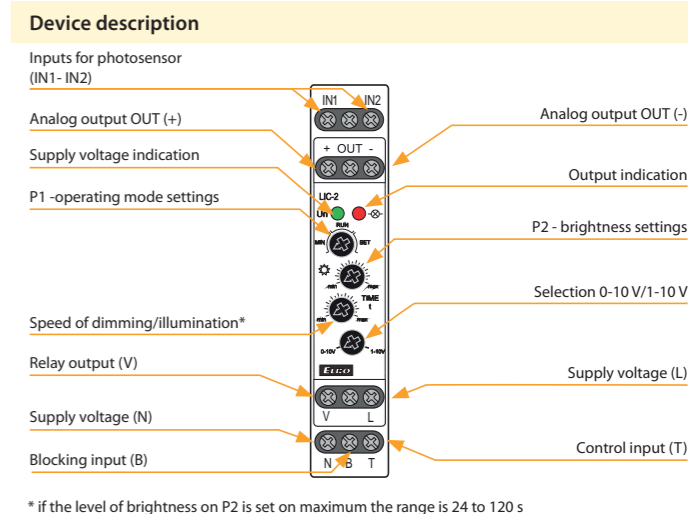 Device description
Inputs for photosensor
(IN1- IN2)
Analog output OUT (+)
Supply voltage indication
P1 -operating mode settings
Speed of dimming/illumination*
Relay output (V)
Supply voltage (N)
Blocking input (B)
IN1 IN2
+ OUT -
LIC-2
Un
RUN
MIN SET
min max
TIME
t
min max
0-10V 1-10V
ELKO
V L
N B T
Analog output OUT (-)
Output indication
P2 - brightness settings
Selection 0-10 V/1-10 V
Supply voltage (L)
Control input (T)
* if the level of brightness on P2 is set on maximum the range is 24 to 120 s